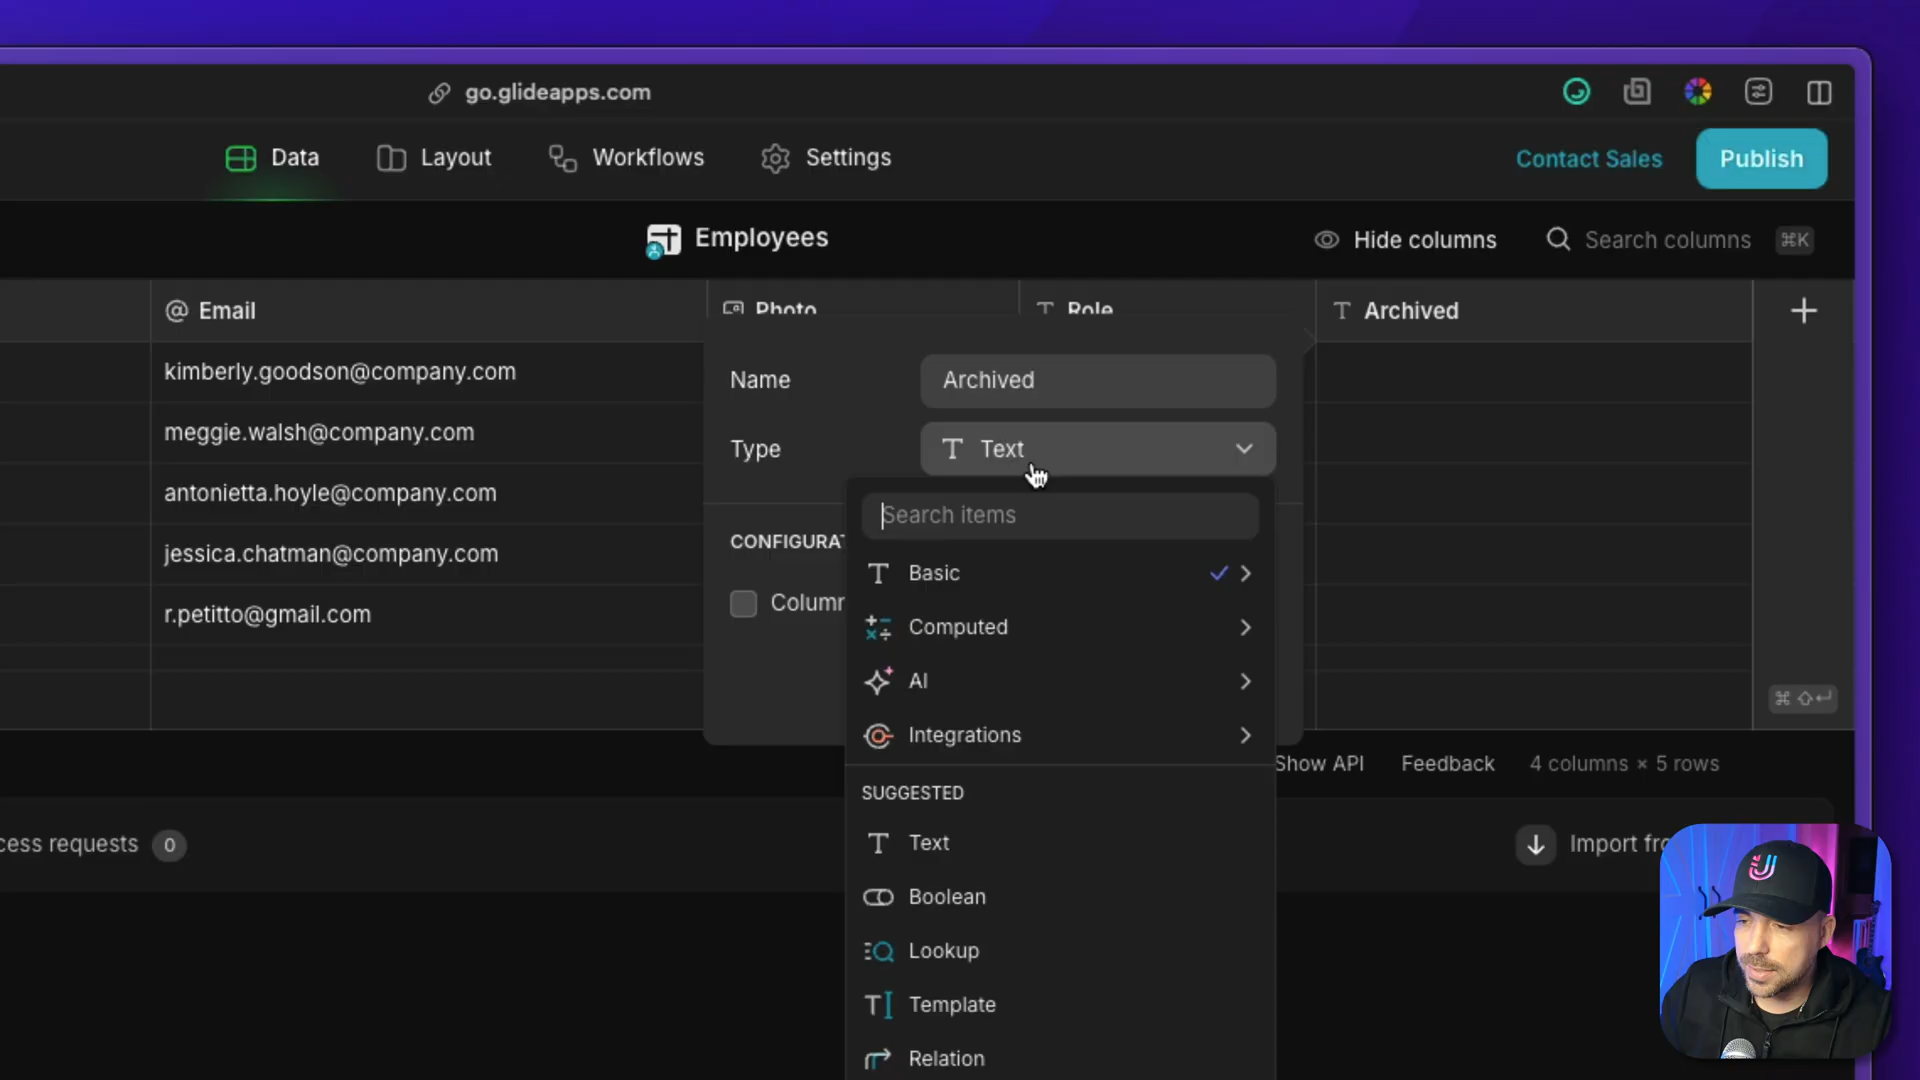 go.glideapps.com
Data
Layout
Workflows
Settings
Contact Sales
Publish
Employees
Hide columns
Search columns
⌘K
Email
Photo
Role
Archived
kimberly.goodson@company.com
meggie.walsh@company.com
antonietta.hoyle@company.com
jessica.chatman@company.com
r.petitto@gmail.com
Name
Archived
Type
Text
Search items
CONFIGURAT
Column
Basic
Computed
AI
Integrations
SUGGESTED
Text
Boolean
Lookup
Template
Relation
Show API
Feedback
4 columns × 5 rows
cess requests
0
Import fro